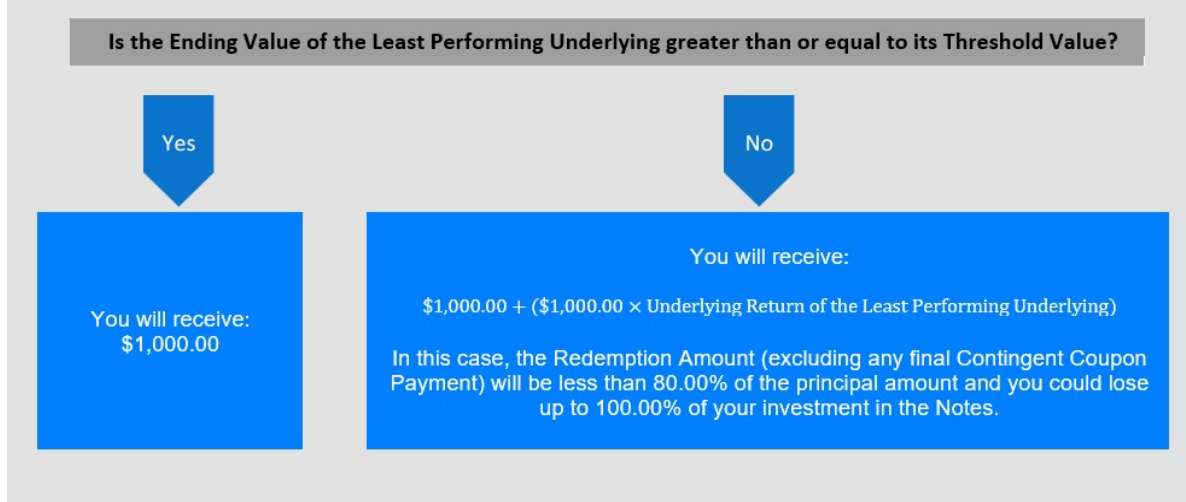 Is the Ending Value of the Least Performing Underlying greater than or equal to its Threshold Value?
Yes
No
You will receive:
$1,000.00
You will receive:
$1,000.00 + ($1,000.00 × Underlying Return of the Least Performing Underlying)
In this case, the Redemption Amount (excluding any final Contingent Coupon
Payment) will be less than 80.00% of the principal amount and you could lose
up to 100.00% of your investment in the Notes.